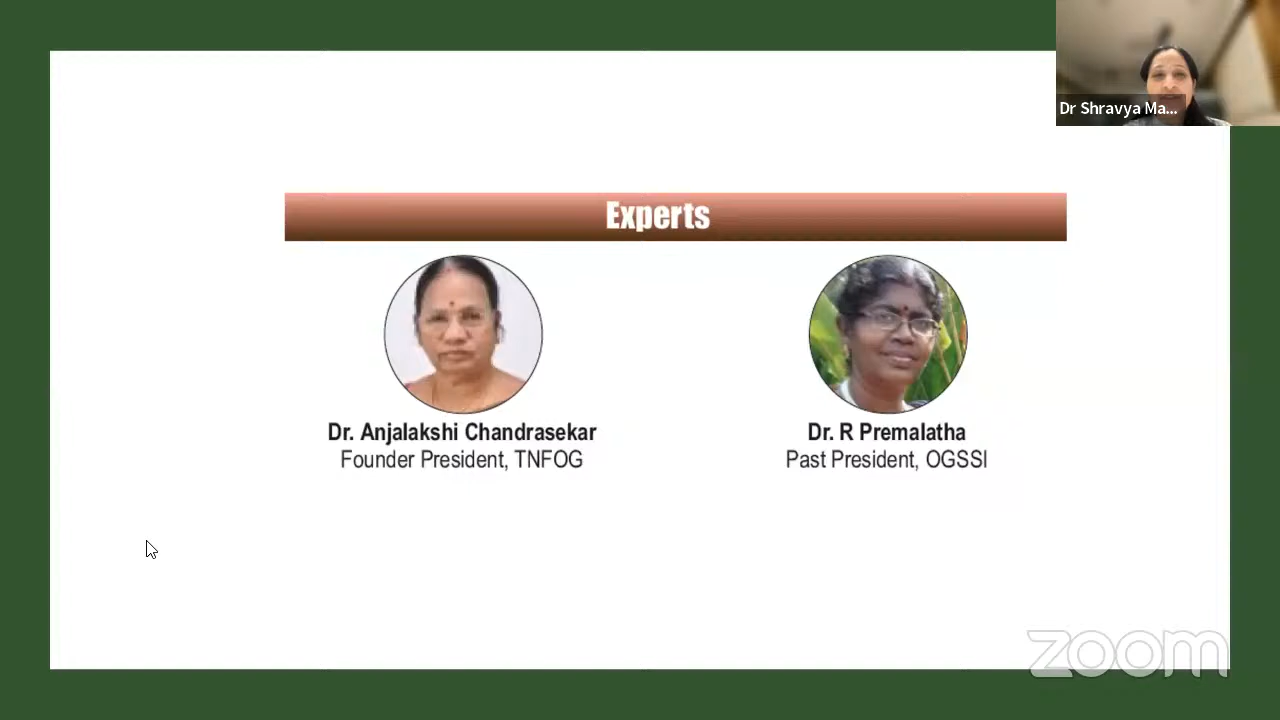 Dr Shravya Ma...
Experts
Dr. Anjalakshi Chandrasekar
Founder President, TNFOG
Dr. R Premalatha
Past President, OGSSI
zoom